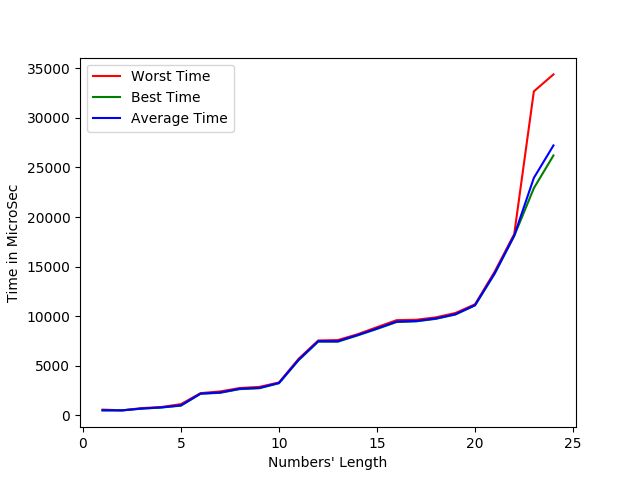 Worst Time
Best Time
Average Time
35000
30000
25000
20000
15000
10000
5000
0
Time in MicroSec
0 5 10 15 20 25
Numbers' Length